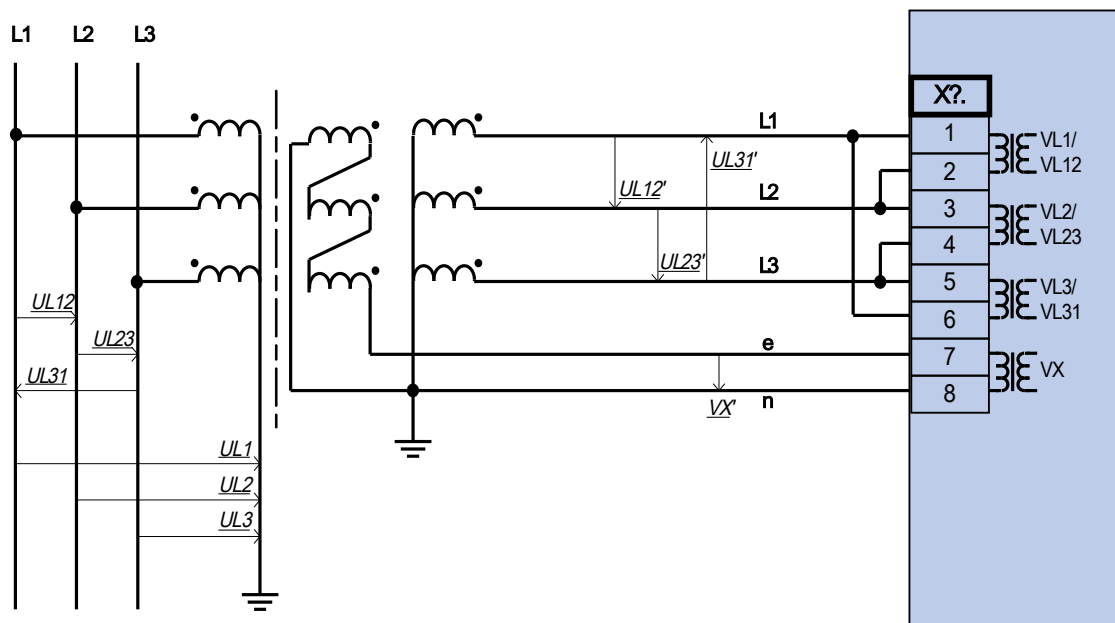 L1 L2 L3
X?.
L1
1
VL1/
VL12
UL31'
2
UL12'
L2
3
VL2/
VL23
4
UL23'
L3
5
VL3/
VL31
6
UL12
UL23
e
7
VX
UL31
n
8
VX'
UL1
UL2
UL3